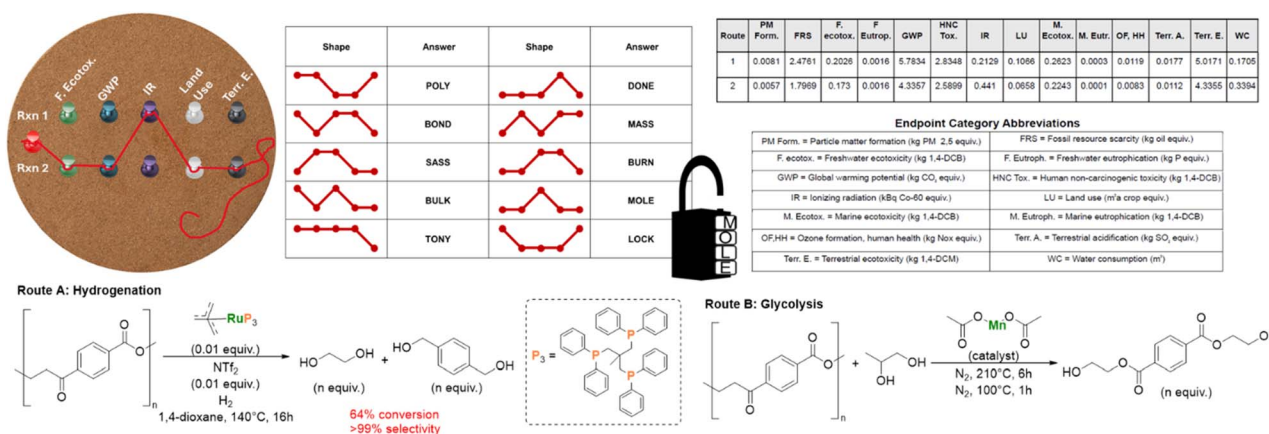 F. Ecotox.
GWP
IR
Land
Use
Terr. E.
Rxn 1
Rxn 2
Shape Answer Shape Answer
POLY DONE
BOND MASS
SASS BURN
BULK MOLE
TONY LOCK
M
O
L
E
Route PM Form. FRS F. ecotox. F Eutrop. GWP HNC Tox. IR LU M. Ecotox. M. Eutr. OF, HH Terr. A. Terr. E. WC
1 0.0081 2.4761 0.2026 0.0016 5.7834 2.8348 0.2129 0.1066 0.2623 0.0003 0.0119 0.0177 5.0171 0.1705
2 0.0057 1.7969 0.173 0.0016 4.3357 2.5899 0.441 0.0658 0.2243 0.0001 0.0083 0.0112 4.3355 0.3394
Endpoint Category Abbreviations
PM Form. = Particle matter formation (kg PM 2,5 equiv.) FRS = Fossil resource scarcity (kg oil equiv.)
F. ecotox. = Freshwater ecotoxicity (kg 1,4-DCB) F. Eutroph. = Freshwater eutrophication (kg P equiv.)
GWP = Global warming potential (kg CO2 equiv.) HNC Tox. = Human non-carcinogenic toxicity (kg 1,4-DCB)
IR = Ionizing radiation (kBq Co-60 equiv.) LU = Land use (m²a crop equiv.)
M. Ecotox. = Marine ecotoxicity (kg 1,4-DCB) M. Eutroph. = Marine eutrophication (kg 1,4-DCB)
OF,HH = Ozone formation, human health (kg Nox equiv.) Terr. A. = Terrestrial acidification (kg SO2 equiv.)
Terr. E. = Terrestrial ecotoxicity (kg 1,4-DCM) WC = Water consumption (m³)
Route A: Hydrogenation
O
O
O
n
RuP3
(0.01 equiv.)
NTf2
(0.01 equiv.)
H2
1,4-dioxane, 140°C, 16h
OH
HO
(n equiv.)
+
HO
OH
(n equiv.)
64% conversion
>99% selectivity
P3 =
P
P
P
Route B: Glycolysis
O
O
O
n
+
OH
OH
O
O Mn O
O
(catalyst)
N2, 210°C, 6h
N2, 100°C, 1h
HO
O
O
O
O
(n equiv.)